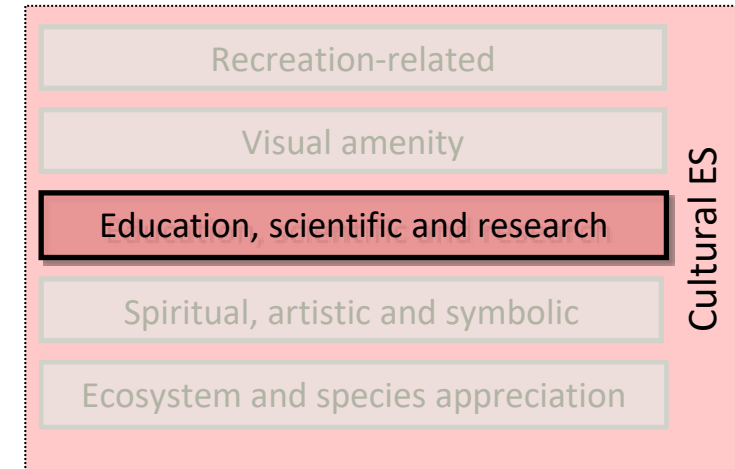 Recreation-related
Visual amenity
Education, scientific and research
Spiritual, artistic and symbolic
Ecosystem and species appreciation
Cultural ES